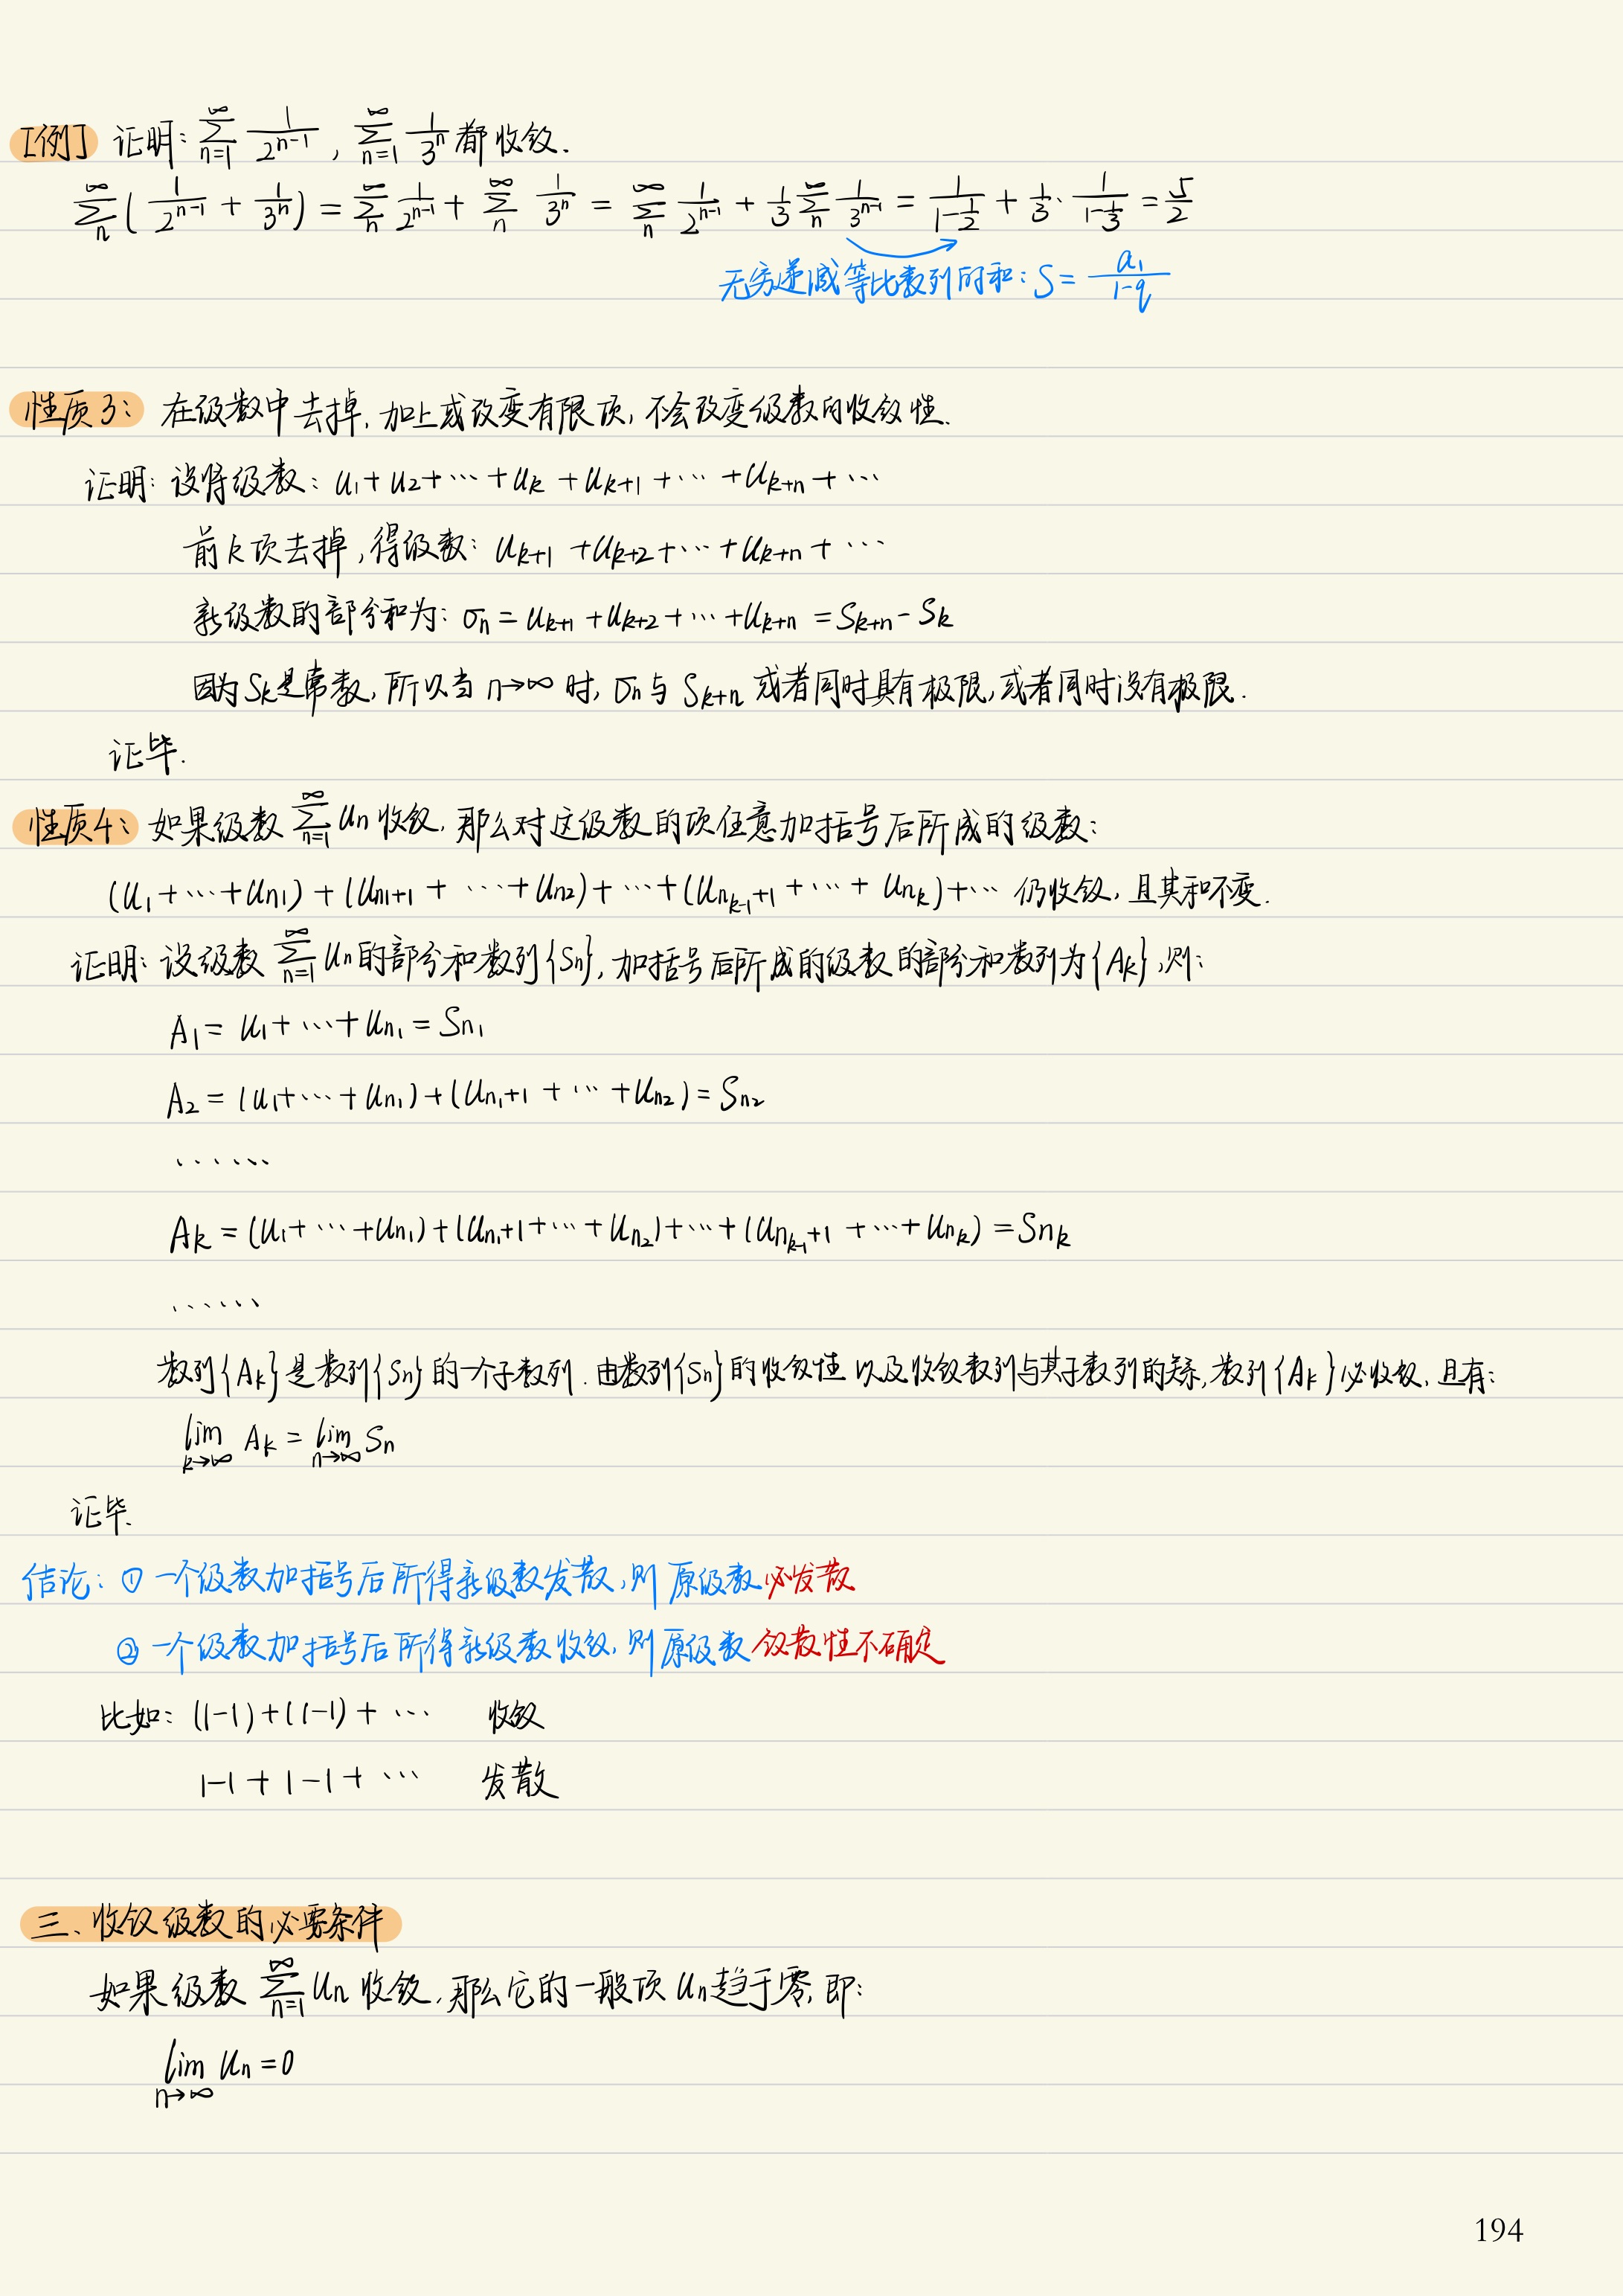 [例] 证明: $\sum_{n=1}^{\infty} \frac{1}{2^{n-1}}$, $\sum_{n=1}^{\infty} \frac{1}{3^n}$ 都收敛.
$\sum_{n}^{\infty} (\frac{1}{2^{n-1}} + \frac{1}{3^n}) = \sum_{n}^{\infty} \frac{1}{2^{n-1}} + \sum_{n}^{\infty} \frac{1}{3^n} = \sum_{n}^{\infty} \frac{1}{2^{n-1}} + \frac{1}{3} \sum_{n}^{\infty} \frac{1}{3^{n-1}} = \frac{1}{1-\frac{1}{2}} + \frac{1}{3} \cdot \frac{1}{1-\frac{1}{3}} = \frac{5}{2}$
无穷递减等比数列的和: $S = \frac{a_1}{1-q}$
性质3: 在级数中去掉, 加上或改变有限项, 不会改变级数的收敛性.
证明: 设将级数: $u_1 + u_2 + \cdots + u_k + u_{k+1} + \cdots + u_{k+n} + \cdots$
前k项去掉, 得级数: $u_{k+1} + u_{k+2} + \cdots + u_{k+n} + \cdots$
新级数的部分和为: $\sigma_n = u_{k+1} + u_{k+2} + \cdots + u_{k+n} = S_{k+n} - S_k$
因为 $S_k$ 是常数, 所以当 $n \to \infty$ 时, $\sigma_n$ 与 $S_{k+n}$ 或者同时具有极限, 或者同时没有极限.
证毕.
性质4: 如果级数 $\sum_{n=1}^{\infty} u_n$ 收敛, 那么对这级数的项任意加括号后所成的级数:
$(u_1 + \cdots + u_{n_1}) + (u_{n_1+1} + \cdots + u_{n_2}) + \cdots + (u_{n_{k-1}+1} + \cdots + u_{n_k}) + \cdots$ 仍收敛, 且其和不变.
证明: 设级数 $\sum_{n=1}^{\infty} u_n$ 的部分和数列 $\{S_n\}$, 加括号后所成的级数的部分和数列为 $\{A_k\}$, 则:
$A_1 = u_1 + \cdots + u_{n_1} = S_{n_1}$
$A_2 = (u_1 + \cdots + u_{n_1}) + (u_{n_1+1} + \cdots + u_{n_2}) = S_{n_2}$
······
$A_k = (u_1 + \cdots + u_{n_1}) + (u_{n_1+1} + \cdots + u_{n_2}) + \cdots + (u_{n_{k-1}+1} + \cdots + u_{n_k}) = S_{n_k}$
······
数列 $\{A_k\}$ 是数列 $\{S_n\}$ 的一个子数列. 由数列 $\{S_n\}$ 的收敛性以及收敛数列与其子数列的关系, 数列 $\{A_k\}$ 必收敛, 且有:
$\lim_{k \to \infty} A_k = \lim_{n \to \infty} S_n$
证毕.
结论: ① 一个级数加括号后所得新级数发散, 则原级数必发散
② 一个级数加括号后所得新级数收敛, 则原级数敛散性不确定
比如: $(1-1) + (1-1) + \cdots$ 收敛
$1-1+1-1+\cdots$ 发散
三、收敛级数的必要条件
如果级数 $\sum_{n=1}^{\infty} u_n$ 收敛, 那么它的一般项 $u_n$ 趋于零, 即:
$\lim_{n \to \infty} u_n = 0$
194